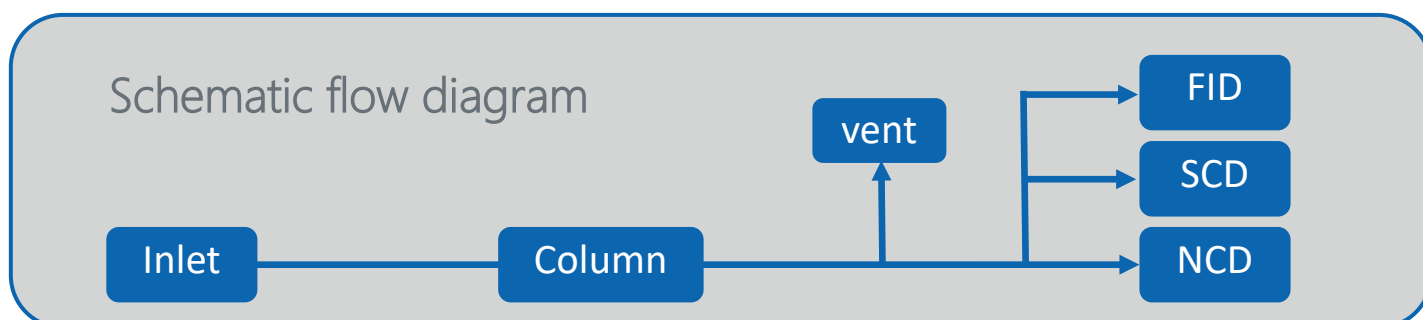 Schematic flow diagram
FID
vent
SCD
Inlet
Column
NCD